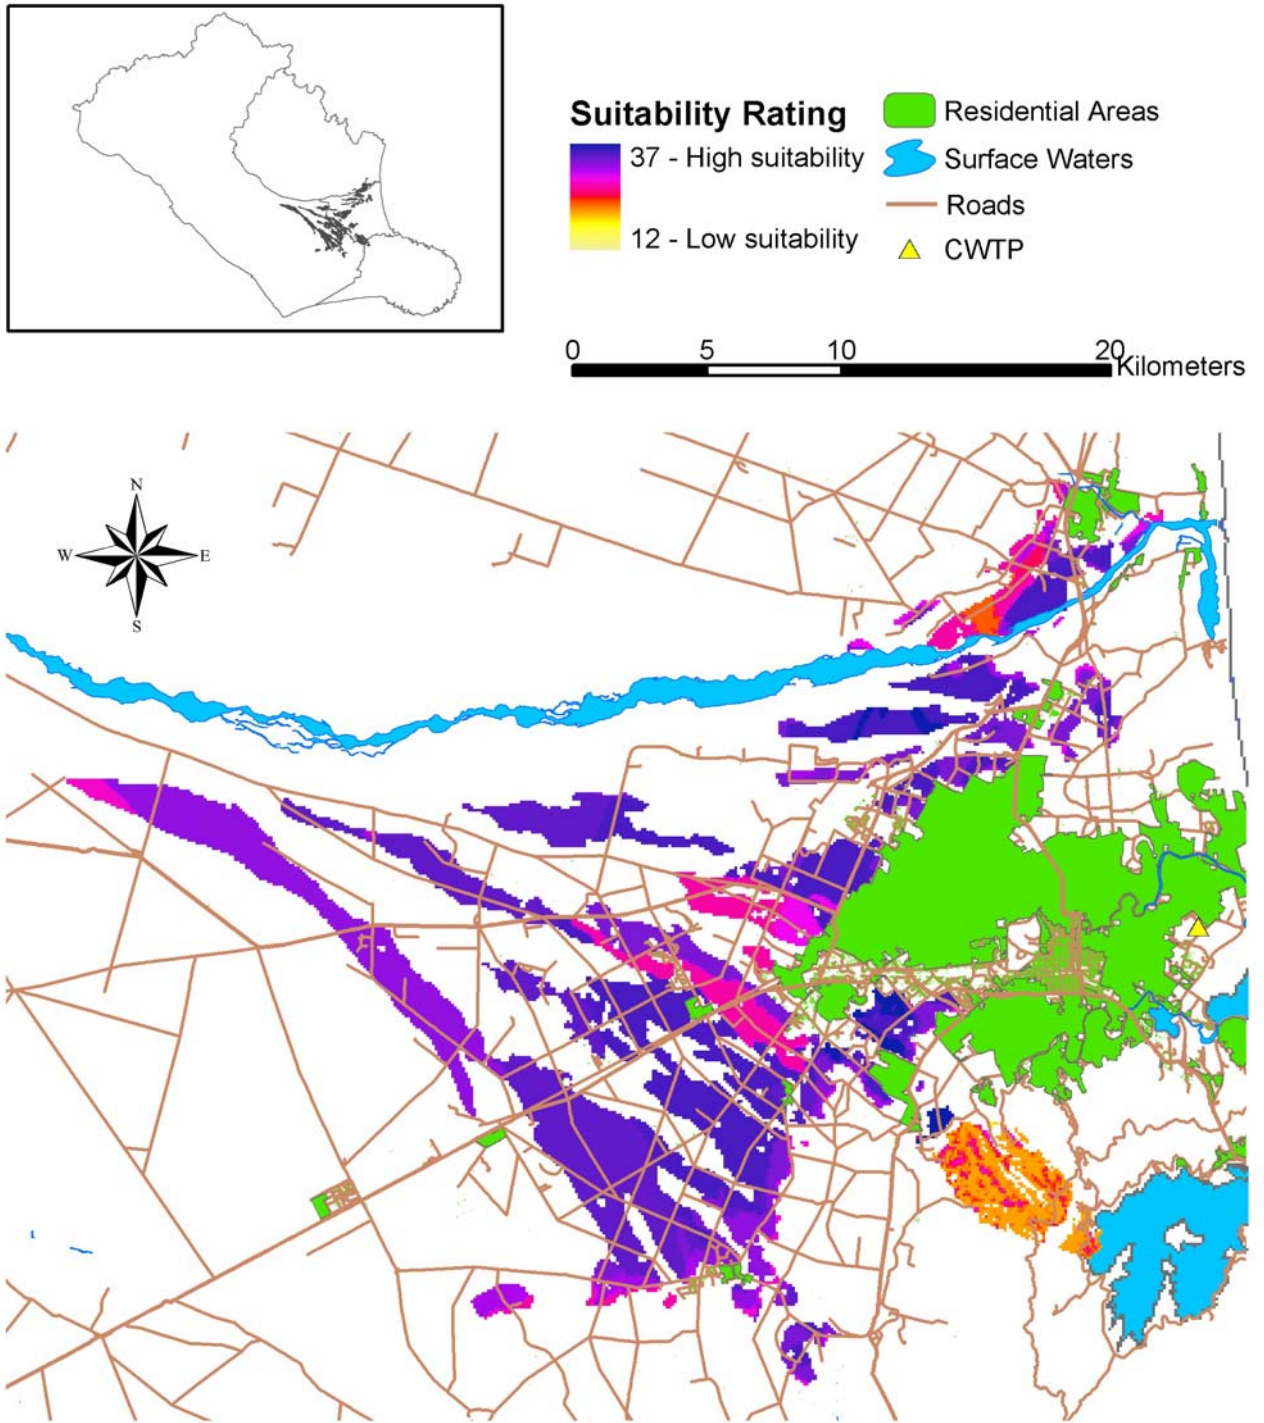 Suitability Rating
37 - High suitability
12 - Low suitability
Residential Areas
Surface Waters
Roads
CWTP
0 5 10 20
Kilometers
N
W E
S